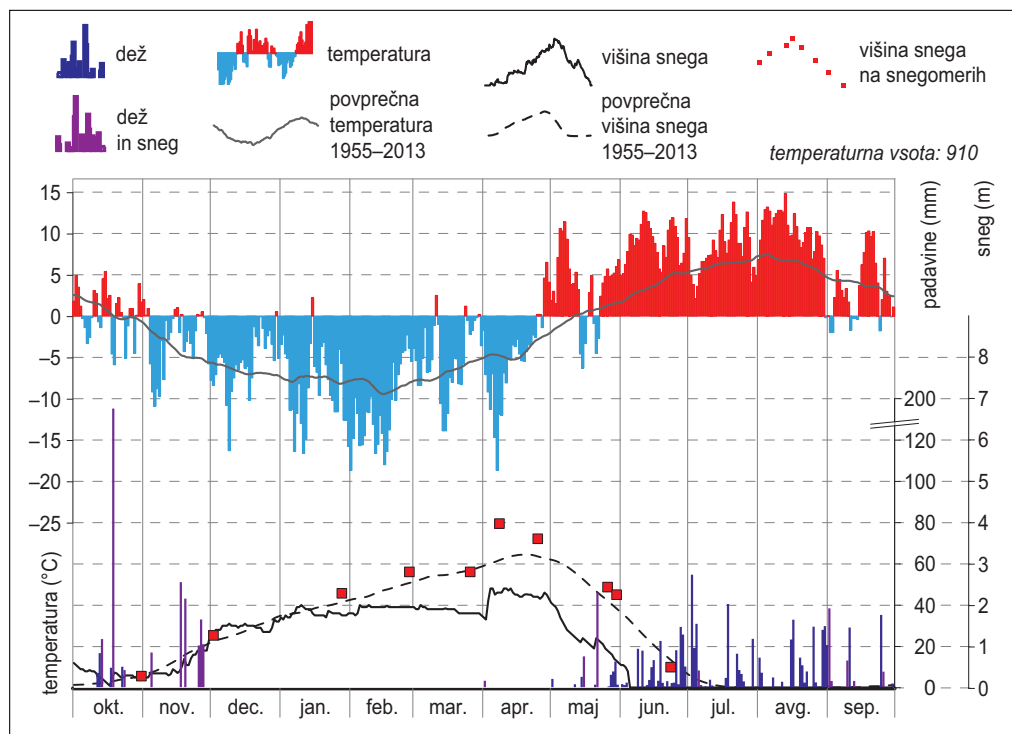 dež
temperatura
višina snega
višina snega
na snegomerih
dež
in sneg
povprečna
temperatura
1955–2013
povprečna
višina snega
1955–2013
temperaturna vsota: 910
temperatura (°C)
15
10
5
0
–5
–10
–15
–20
–25
padavine (mm)
200
120
100
80
60
40
20
0
sneg (m)
8
7
6
5
4
3
2
1
0
okt. nov. dec. jan. feb. mar. apr. maj jun. jul. avg. sep.